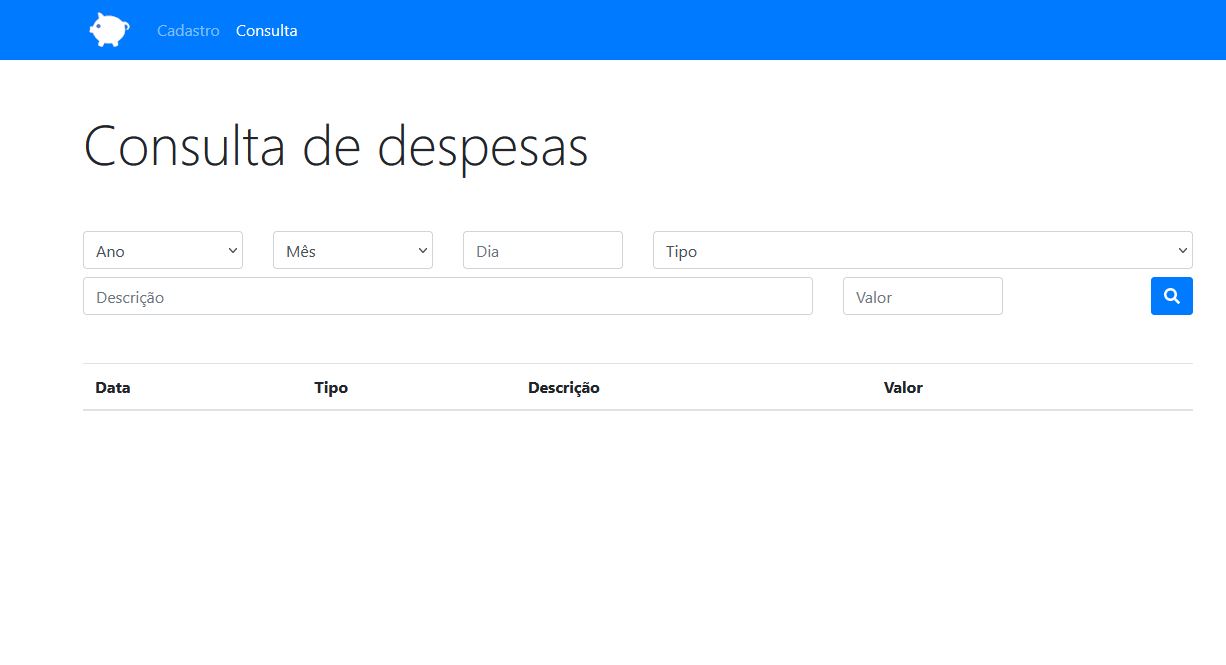 Cadastro Consulta
Consulta de despesas
Ano Mês Dia Tipo
Descrição Valor
Data Tipo Descrição Valor